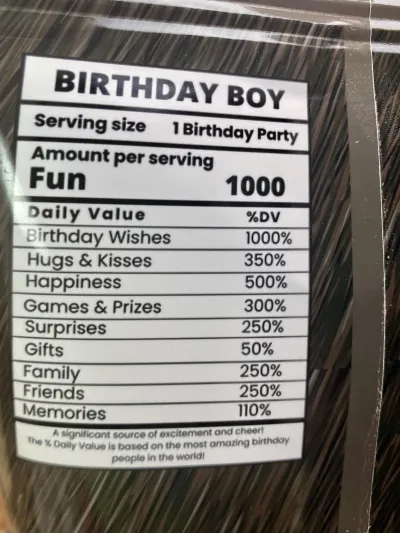 BIRTHDAY BOY
Serving size 1 Birthday Party
Amount per serving
Fun 1000
Daily Value %DV
Birthday Wishes 1000%
Hugs & Kisses 350%
Happiness 500%
Games & Prizes 300%
Surprises 250%
Gifts 50%
Family 250%
Friends 250%
Memories 110%
A significant source of excitement and cheer!
The % Daily Value is based on the most amazing birthday
people in the world!